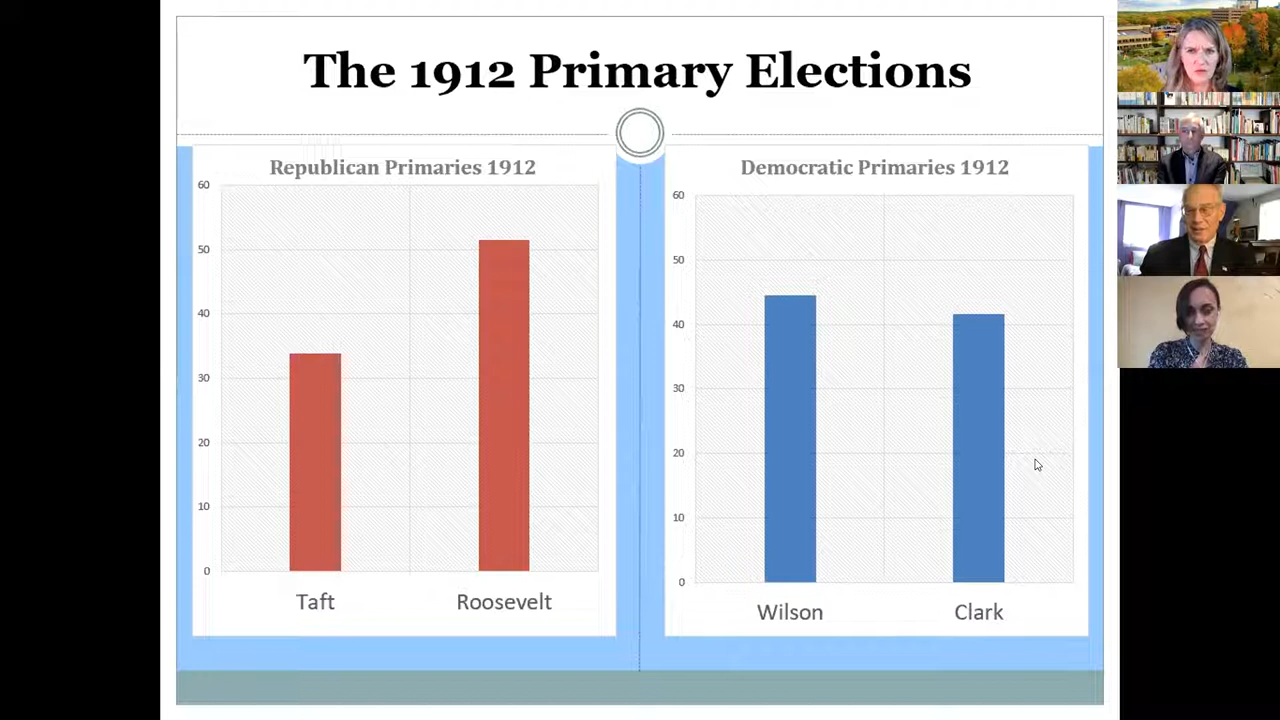 The 1912 Primary Elections
Republican Primaries 1912
60
50
40
30
20
10
0
Taft Roosevelt
Democratic Primaries 1912
60
50
40
30
20
10
0
Wilson Clark